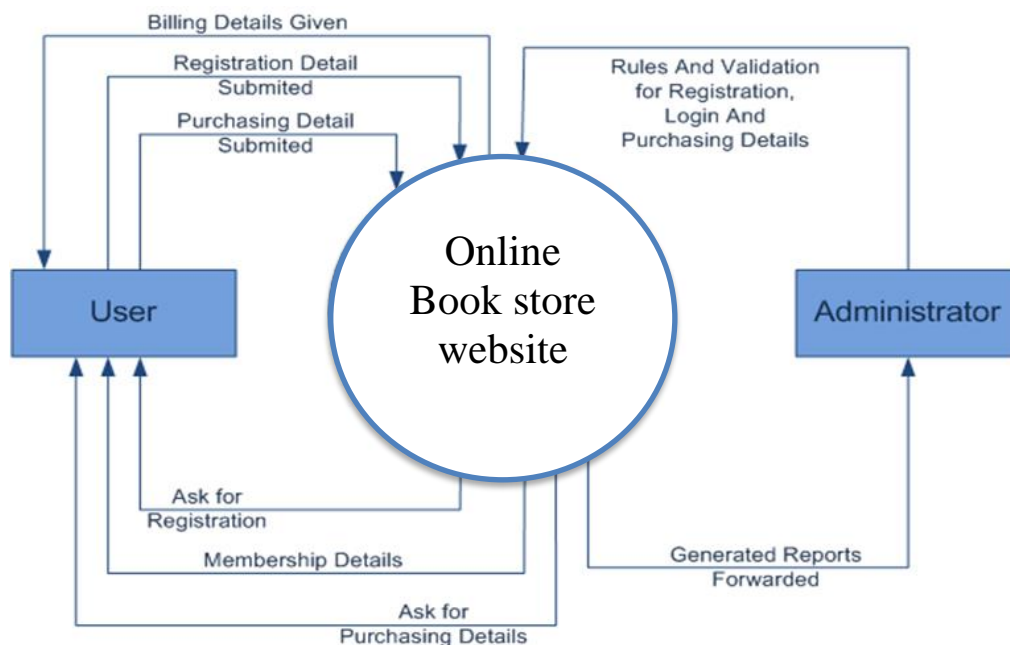 Billing Details Given
Registration Detail
Submited
Purchasing Detail
Submited
Rules And Validation
for Registration,
Login And
Purchasing Details
Online
Book store
website
User
Administrator
Ask for
Registration
Membership Details
Ask for
Purchasing Details
Generated Reports
Forwarded